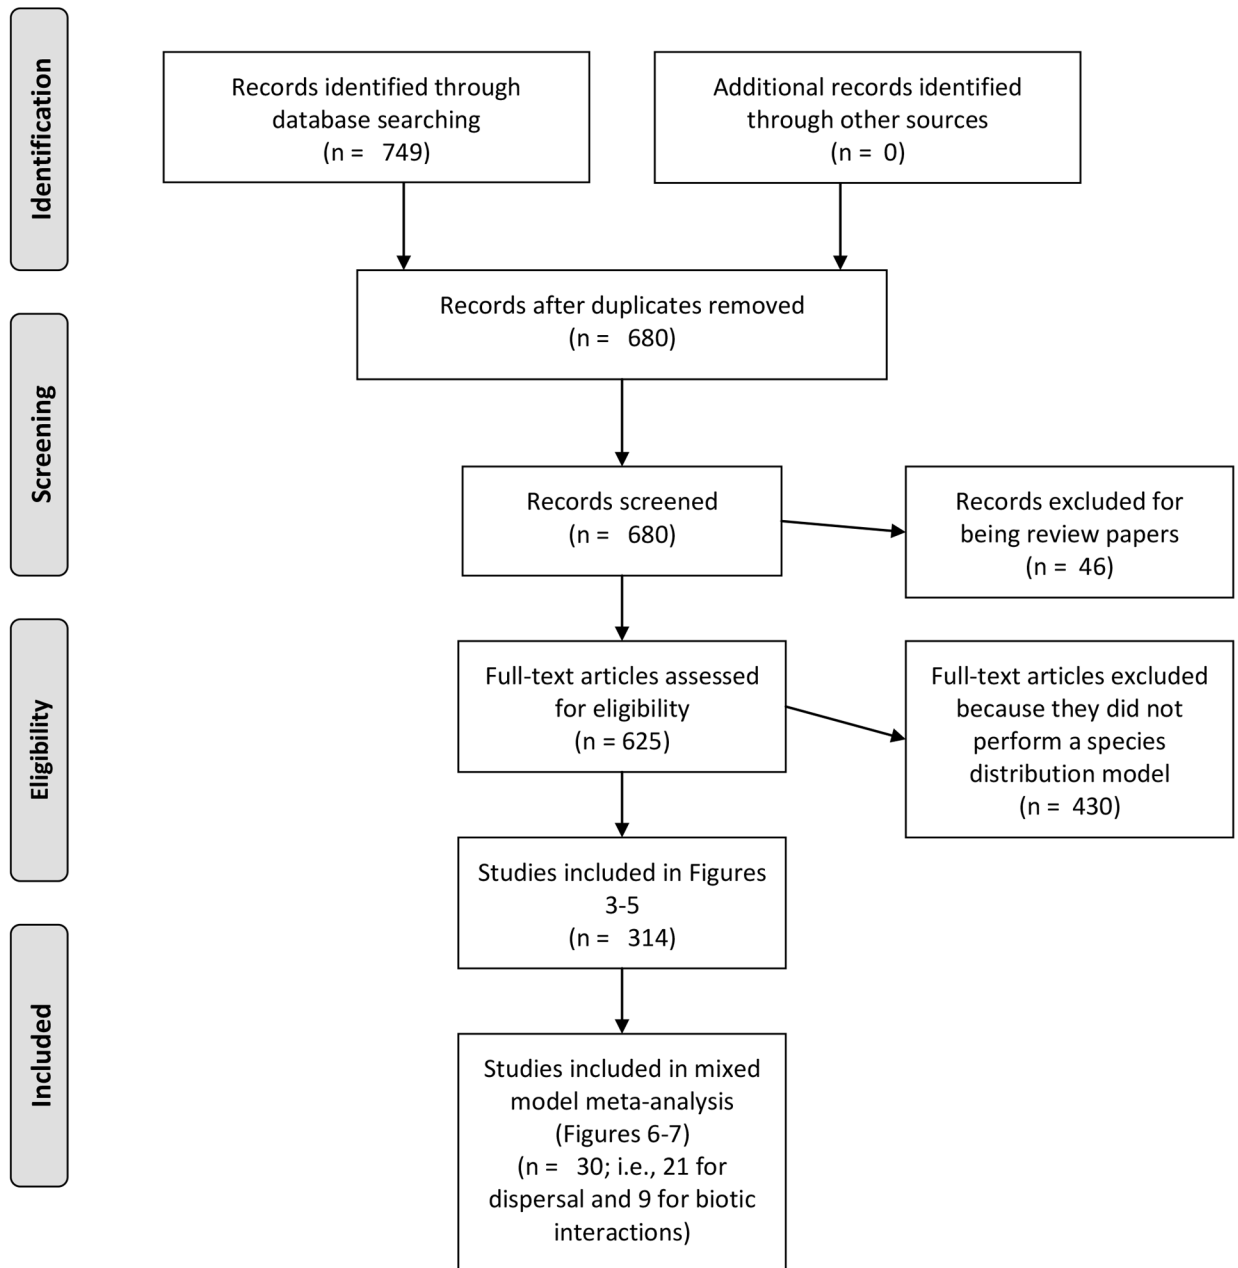 Identification
Records identified through
database searching
(n = 749)
Additional records identified
through other sources
(n = 0)
Records after duplicates removed
(n = 680)
Screening
Records screened
(n = 680)
Records excluded for
being review papers
(n = 46)
Eligibility
Full-text articles assessed
for eligibility
(n = 625)
Full-text articles excluded
because they did not
perform a species
distribution model
(n = 430)
Studies included in Figures
3-5
(n = 314)
Included
Studies included in mixed
model meta-analysis
(Figures 6-7)
(n = 30; i.e., 21 for
dispersal and 9 for biotic
interactions)